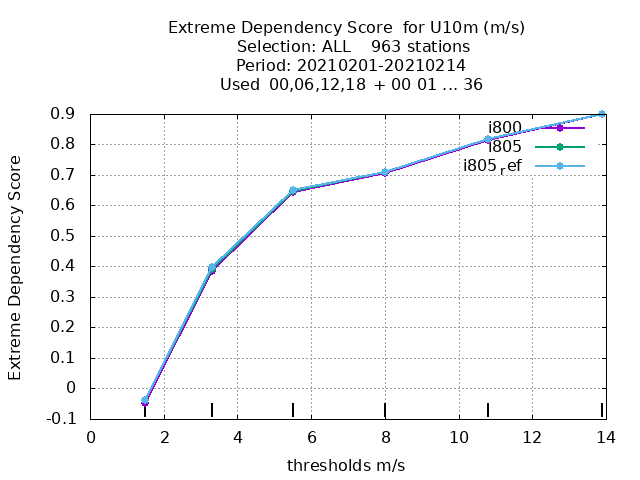 Extreme Dependency Score  for U10m (m/s)
Selection: ALL    963 stations
Period: 20210201-20210214
Used  00,06,12,18  + 00 01 ... 36
0.9
0.8
0.7
0.6
0.5
0.4
0.3
0.2
0.1
0
-0.1
Extreme Dependency Score
i800
i805
i805ref
0 2 4 6 8 10 12 14
thresholds m/s